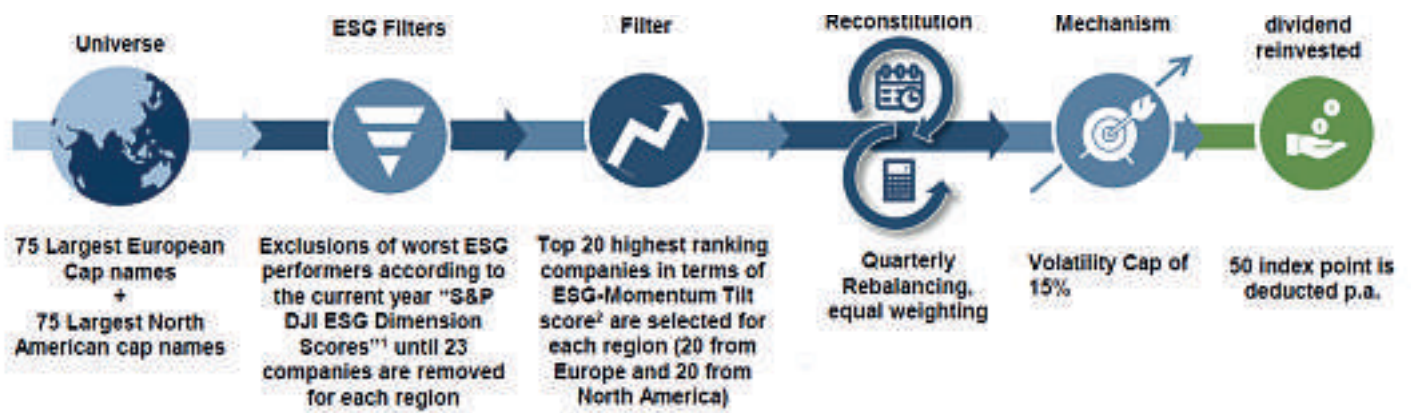 Universe
75 Largest European
Cap names
+
75 Largest North
American cap names
ESG Filters
Exclusions of worst ESG
performers according to
the current year "S&P
DJI ESG Dimension
Scores"¹ until 23
companies are removed
for each region
Filter
Top 20 highest ranking
companies in terms of
ESG-Momentum Tilt
score² are selected for
each region (20 from
Europe and 20 from
North America)
Reconstitution
Quarterly
Rebalancing,
equal weighting
Mechanism
Volatility Cap of
15%
dividend
reinvested
50 index point is
deducted p.a.